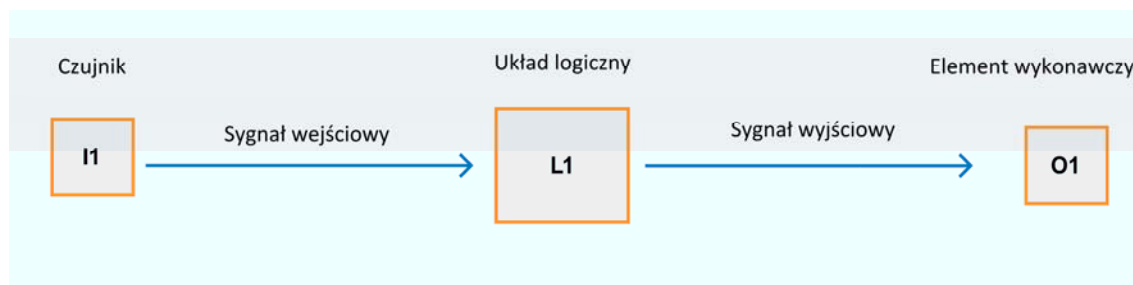 Czujnik
Układ logiczny
Element wykonawczy
Sygnał wejściowy
Sygnał wyjściowy
I1
L1
O1